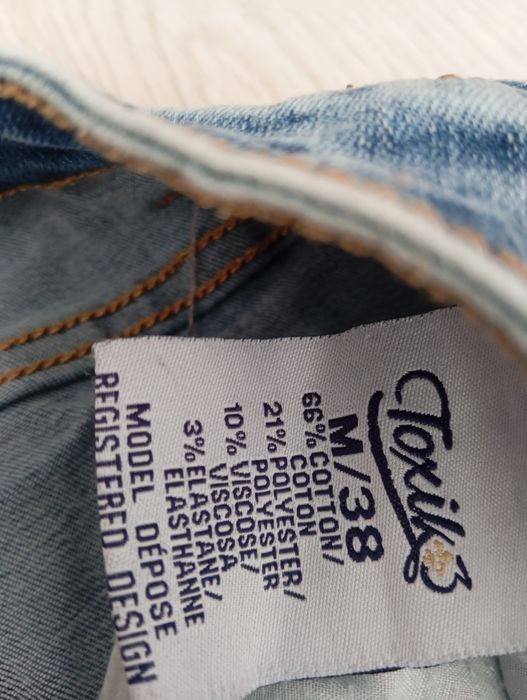 Toxik3
M/38
66% COTTON/
COTON
21% POLYESTER/
POLYESTER
10% VISCOSE/
VISCOSA
3% ELASTANE/
ELASTHANNE
MODEL DÉPOSE
REGISTERED DESIGN